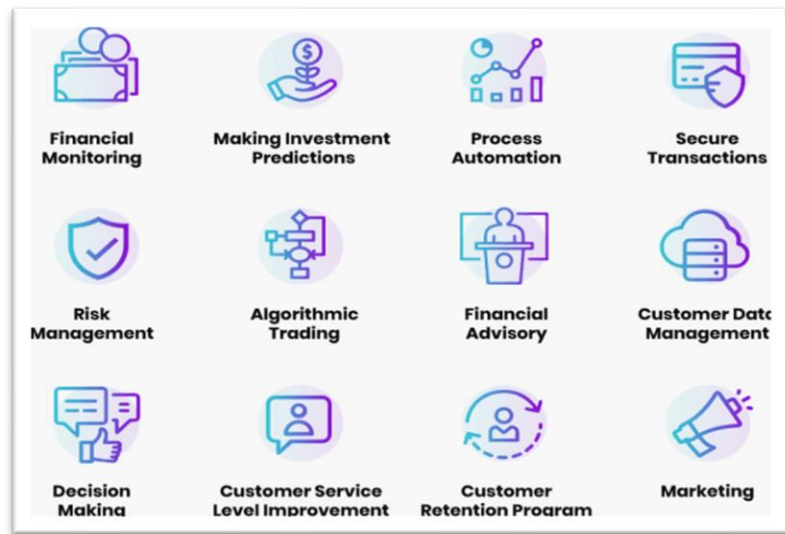 Financial
Monitoring
Making Investment
Predictions
Process
Automation
Secure
Transactions
Risk
Management
Algorithmic
Trading
Financial
Advisory
Customer Data
Management
Decision
Making
Customer Service
Level Improvement
Customer
Retention Program
Marketing
$